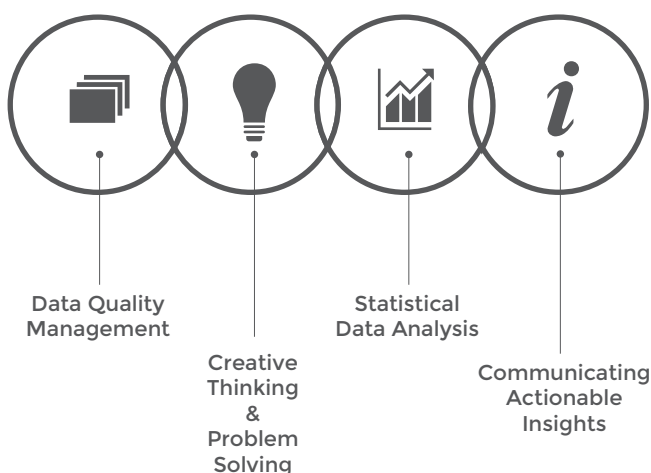 Data Quality
Management
Creative
Thinking
&
Problem
Solving
Statistical
Data Analysis
Communicating
Actionable
Insights